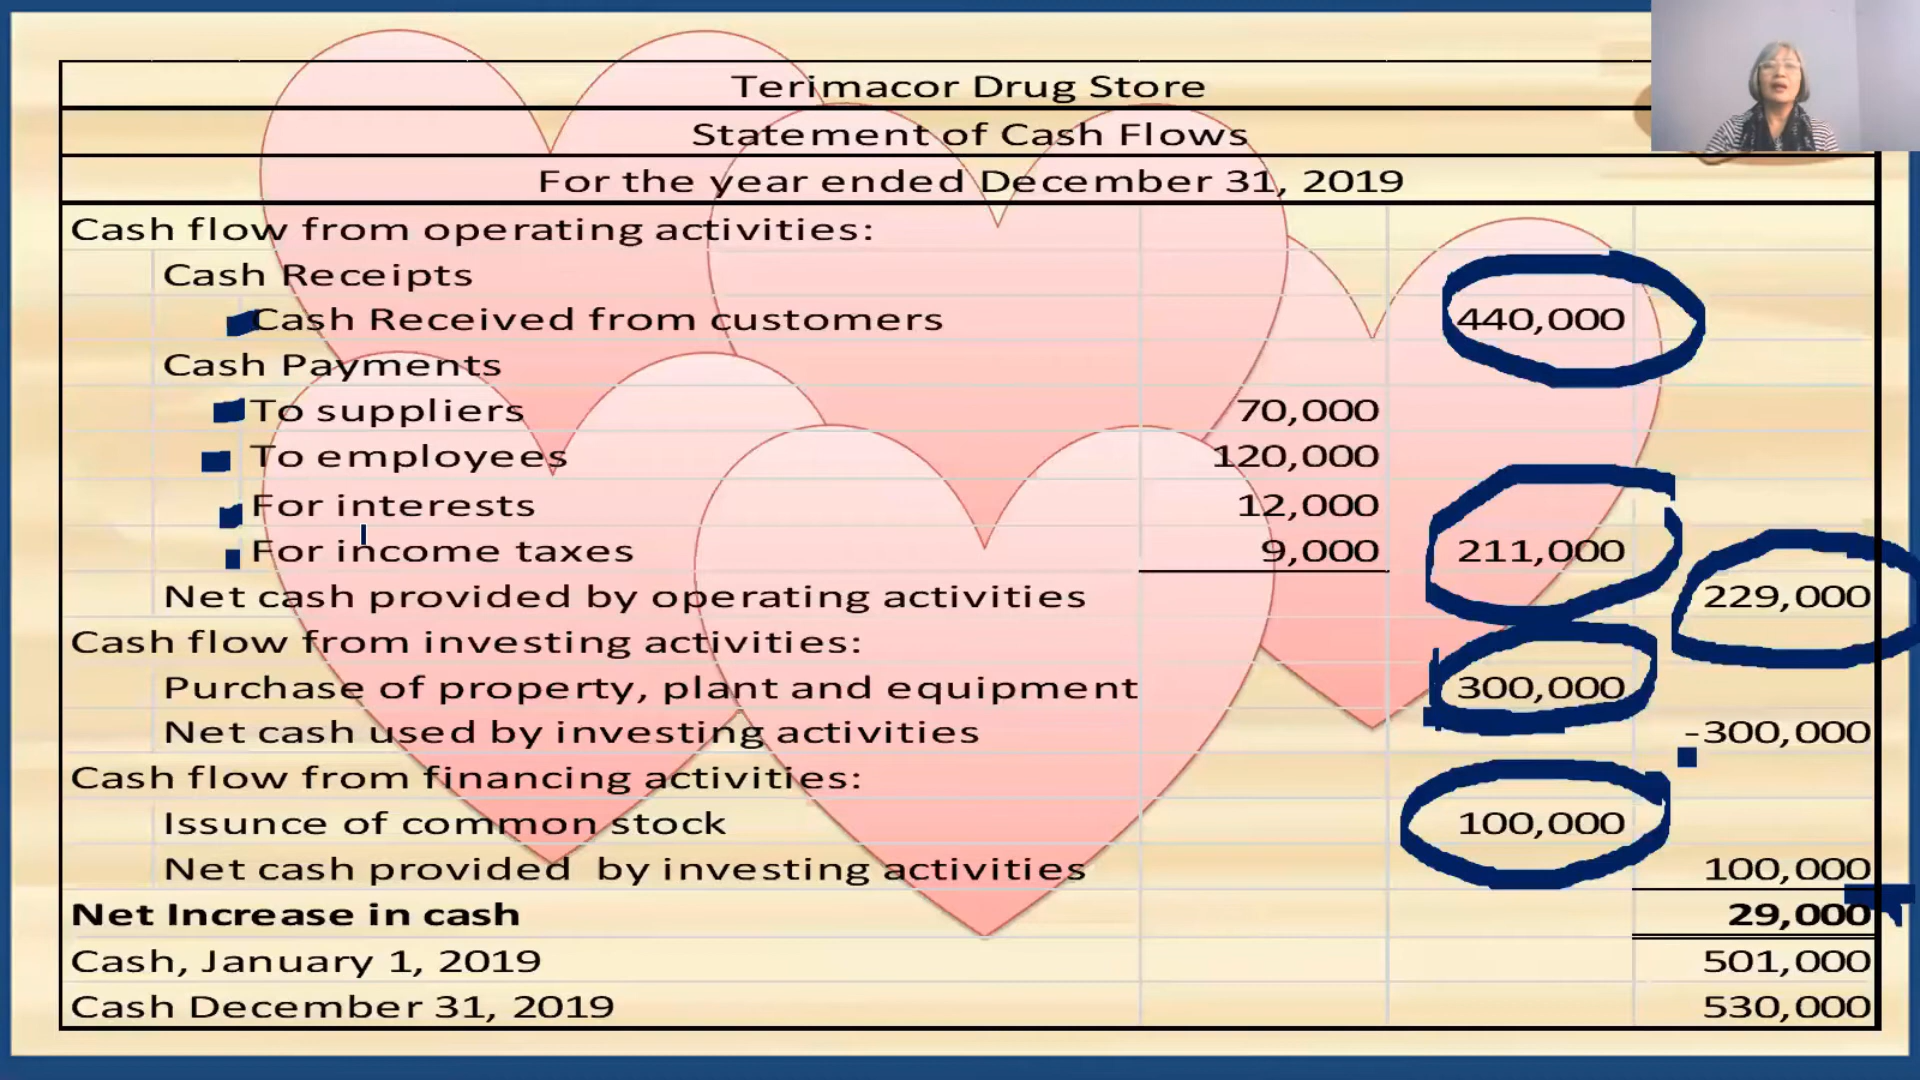 Terimacor Drug Store
Statement of Cash Flows
For the year ended December 31, 2019
Cash flow from operating activities:
Cash Receipts
Cash Received from customers 440,000
Cash Payments
To suppliers 70,000
To employees 120,000
For interests 12,000
For income taxes 9,000 211,000
Net cash provided by operating activities 229,000
Cash flow from investing activities:
Purchase of property, plant and equipment 300,000
Net cash used by investing activities -300,000
Cash flow from financing activities:
Issunce of common stock 100,000
Net cash provided by investing activities 100,000
Net Increase in cash 29,000
Cash, January 1, 2019 501,000
Cash December 31, 2019 530,000